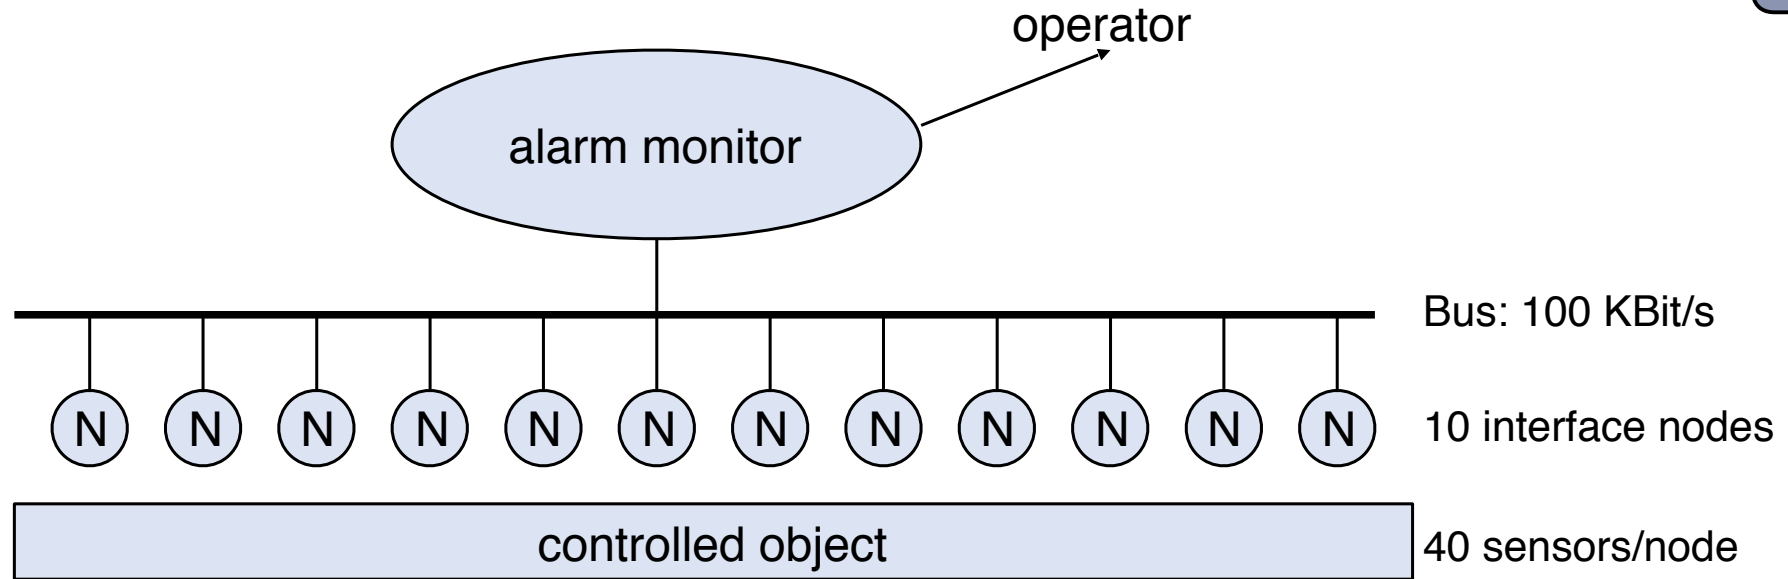 operator
alarm monitor
Bus: 100 KBit/s
N N N N N N N N N N N N
10 interface nodes
controlled object
40 sensors/node